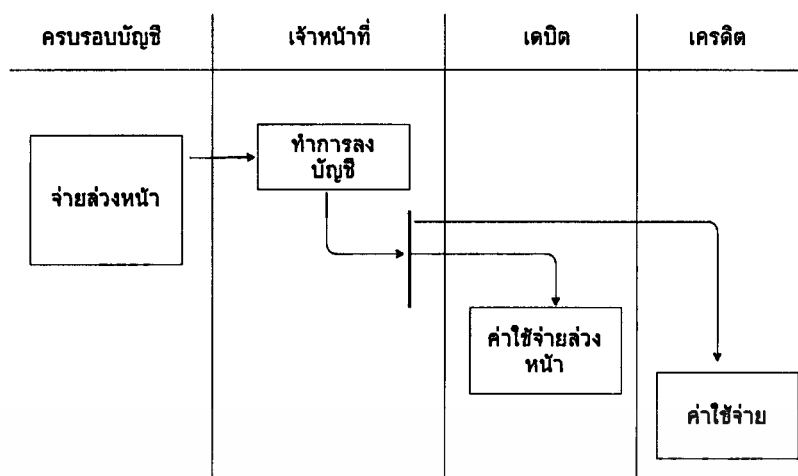 ครบรอบบัญชี
เจ้าหน้าที่
เดบิต
เครดิต
จ่ายล่วงหน้า
ทำการลง
บัญชี
ค่าใช้จ่ายล่วง
หน้า
ค่าใช้จ่าย